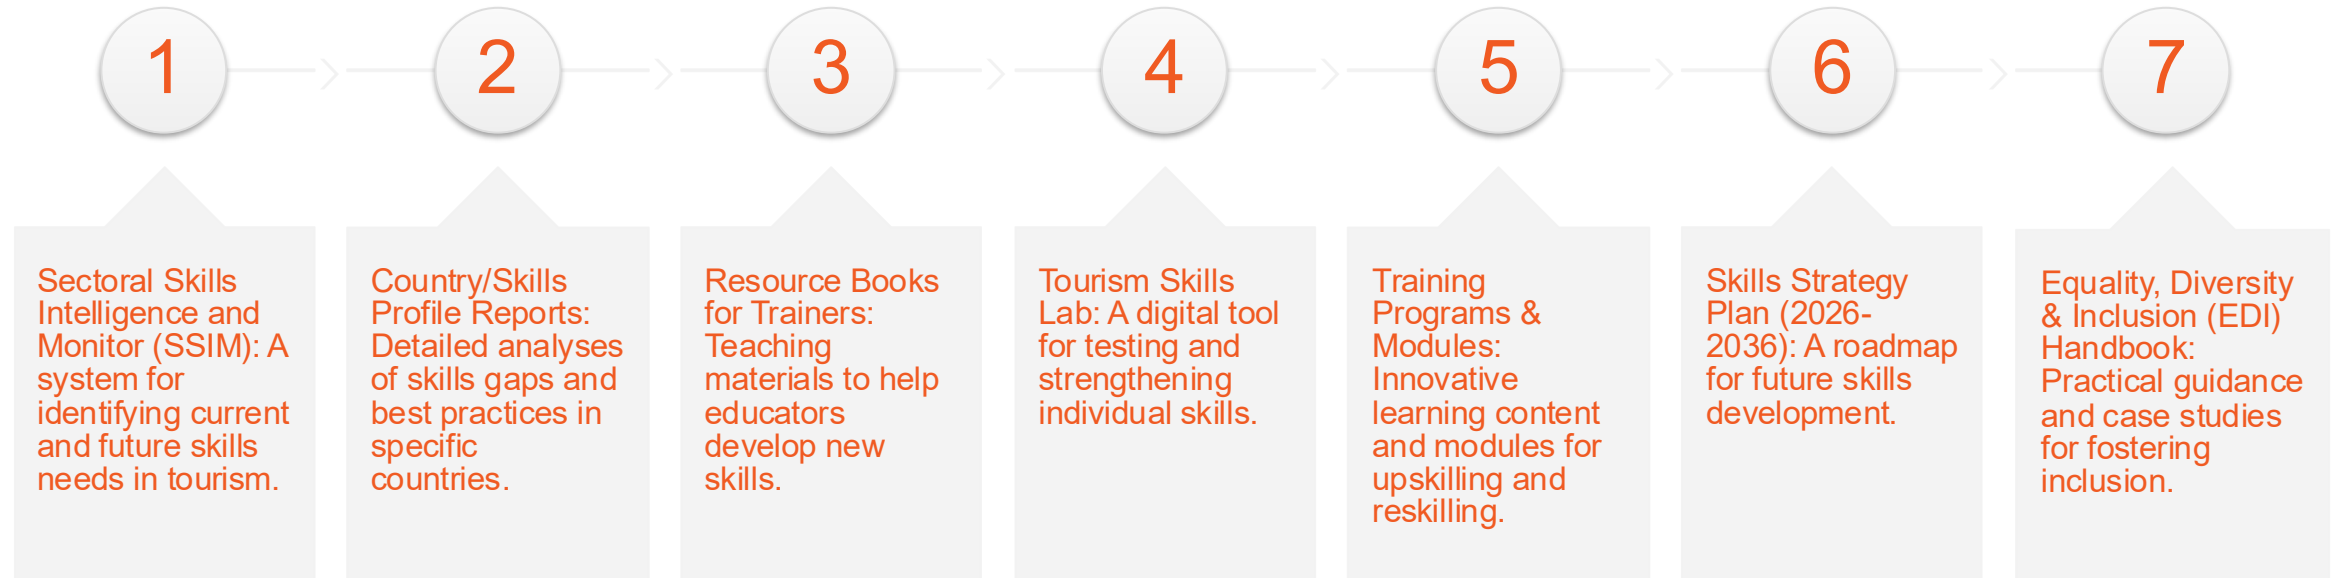 1
2
3
4
5
6
7
Sectoral Skills
Intelligence and
Monitor (SSIM): A
system for
identifying current
and future skills
needs in tourism.
Country/Skills
Profile Reports:
Detailed analyses
of skills gaps and
best practices in
specific
countries.
Resource Books
for Trainers:
Teaching
materials to help
educators
develop new
skills.
Tourism Skills
Lab: A digital tool
for testing and
strengthening
individual skills.
Training
Programs &
Modules:
Innovative
learning content
and modules for
upskilling and
reskilling.
Skills Strategy
Plan (2026-
2036): A roadmap
for future skills
development.
Equality, Diversity
& Inclusion (EDI)
Handbook:
Practical guidance
and case studies
for fostering
inclusion.